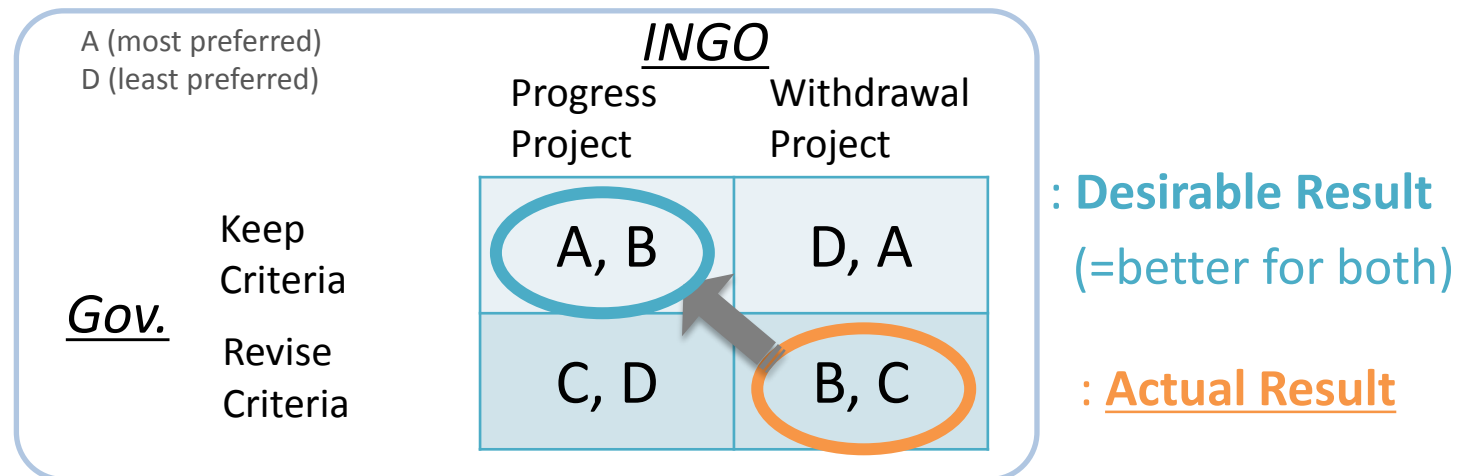 A (most preferred)
D (least preferred)
INGO
Progress
Project
Withdrawal
Project
Gov.
Keep
Criteria
A, B
D, A
Revise
Criteria
C, D
B, C
: Desirable Result
(=better for both)
: Actual Result